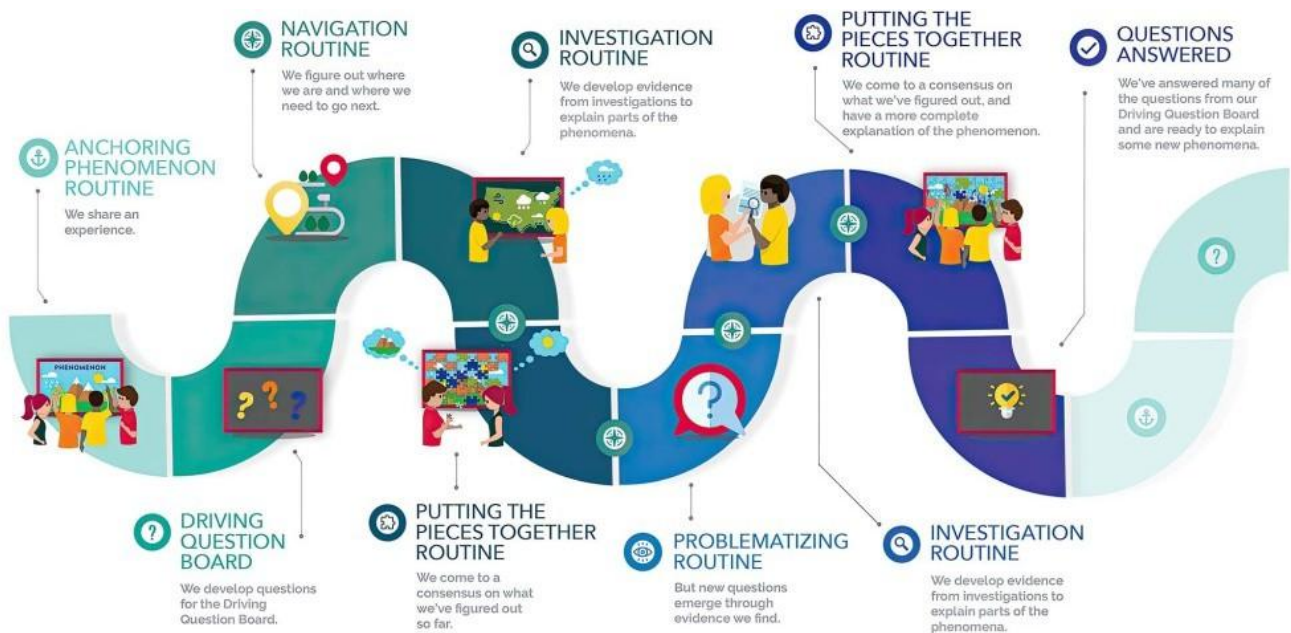 ANCHORING
PHENOMENON
ROUTINE
We share an
experience.
PHENOMENON
DRIVING
QUESTION
BOARD
We develop questions
for the Driving
Question Board.
NAVIGATION
ROUTINE
We figure out where
we are and where we
need to go next.
INVESTIGATION
ROUTINE
We develop evidence
from investigations to
explain parts of the
phenomena.
PUTTING THE
PIECES TOGETHER
ROUTINE
We come to a
consensus on what
we've figured out
so far.
PROBLEMATIZING
ROUTINE
But new questions
emerge through
evidence we find.
INVESTIGATION
ROUTINE
We develop evidence
from investigations to
explain parts of the
phenomena.
PUTTING THE
PIECES TOGETHER
ROUTINE
We come to a consensus on
what we've figured out, and
have a more complete
explanation of the phenomenon.
QUESTIONS
ANSWERED
We've answered many of
the questions from our
Driving Question Board
and are ready to explain
some new phenomena.